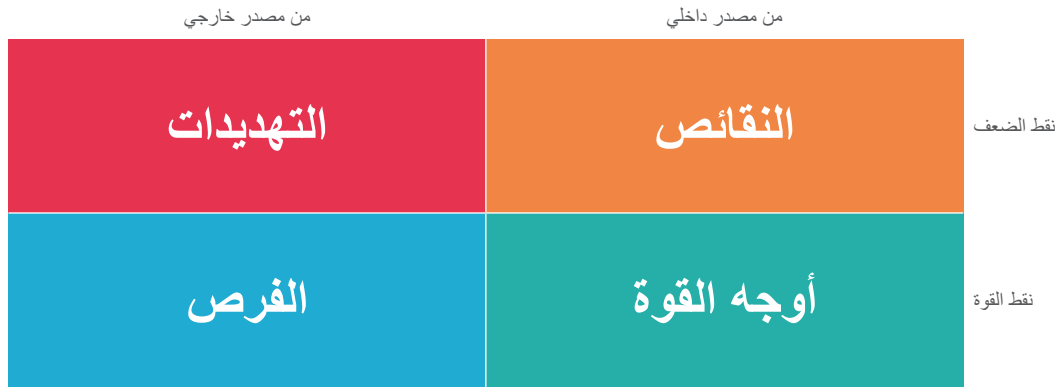 من مصدر داخلي
من مصدر خارجي
نقط الضعف
النقائص
التهديدات
نقط القوة
أوجه القوة
الفرص